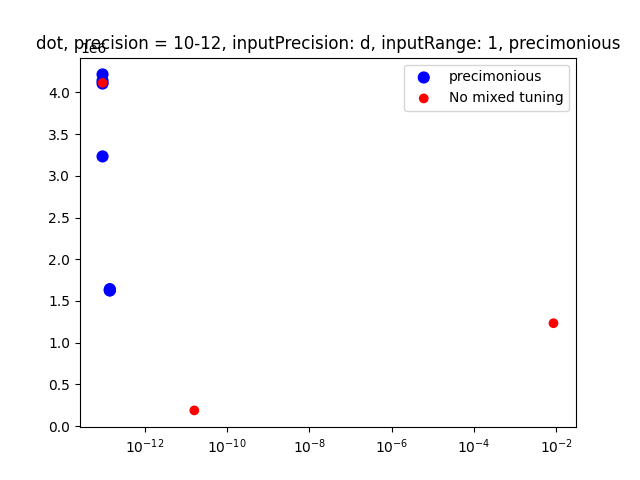 dot, precision = 10-12, inputPrecision: d, inputRange: 1, precimonious
1e6
precimonious
No mixed tuning
4.0
3.5
3.0
2.5
2.0
1.5
1.0
0.5
0.0
10⁻¹² 10⁻¹⁰ 10⁻⁸ 10⁻⁶ 10⁻⁴ 10⁻²